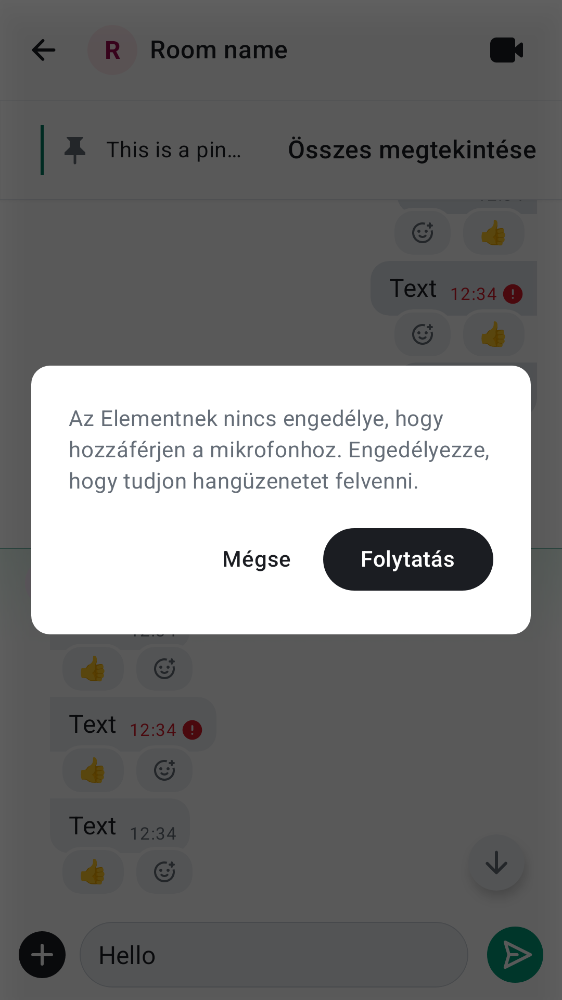 R Room name
This is a pin… Összes megtekintése
Text 12:34
Az Elementnek nincs engedélye, hogy
hozzáférjen a mikrofonhoz. Engedélyezze,
hogy tudjon hangüzenetet felvenni.
Mégse Folytatás
Text 12:34
Text 12:34
Hello